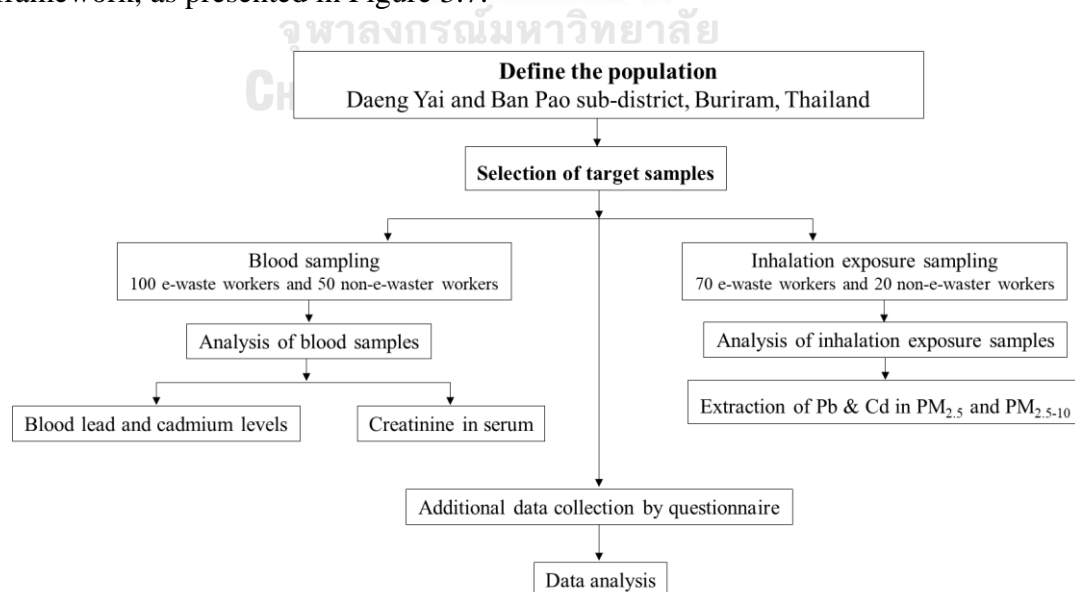 framework, as presented in Figure 3.7.
จุฬาลงกรณ์มหาวิทยาลัย
CH
Define the population
Daeng Yai and Ban Pao sub-district, Buriram, Thailand
Selection of target samples
Blood sampling
100 e-waste workers and 50 non-e-waster workers
Inhalation exposure sampling
70 e-waste workers and 20 non-e-waster workers
Analysis of blood samples
Analysis of inhalation exposure samples
Blood lead and cadmium levels
Creatinine in serum
Extraction of Pb & Cd in PM2.5 and PM2.5-10
Additional data collection by questionnaire
Data analysis